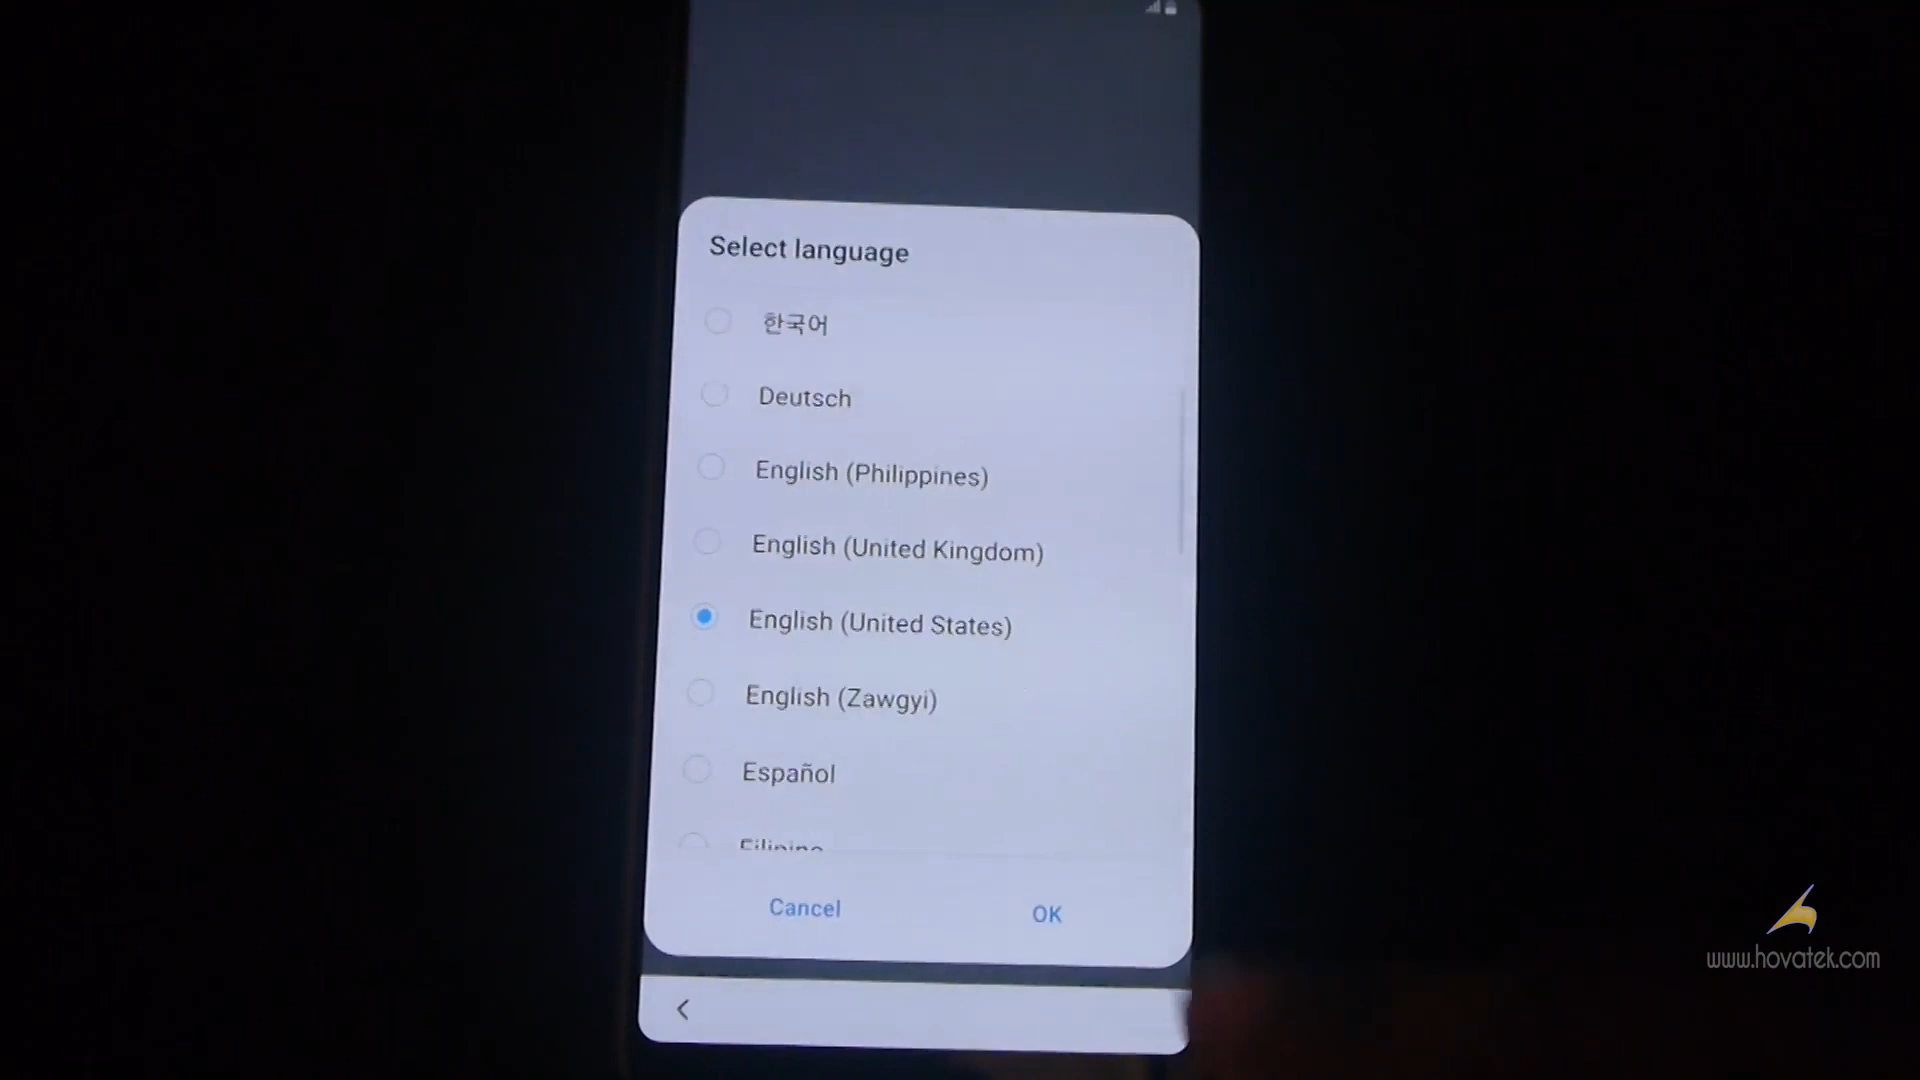 Select language
한국어
Deutsch
English (Philippines)
English (United Kingdom)
English (United States)
English (Zawgyi)
Español
Filipino
Cancel
OK
www.hovatek.com